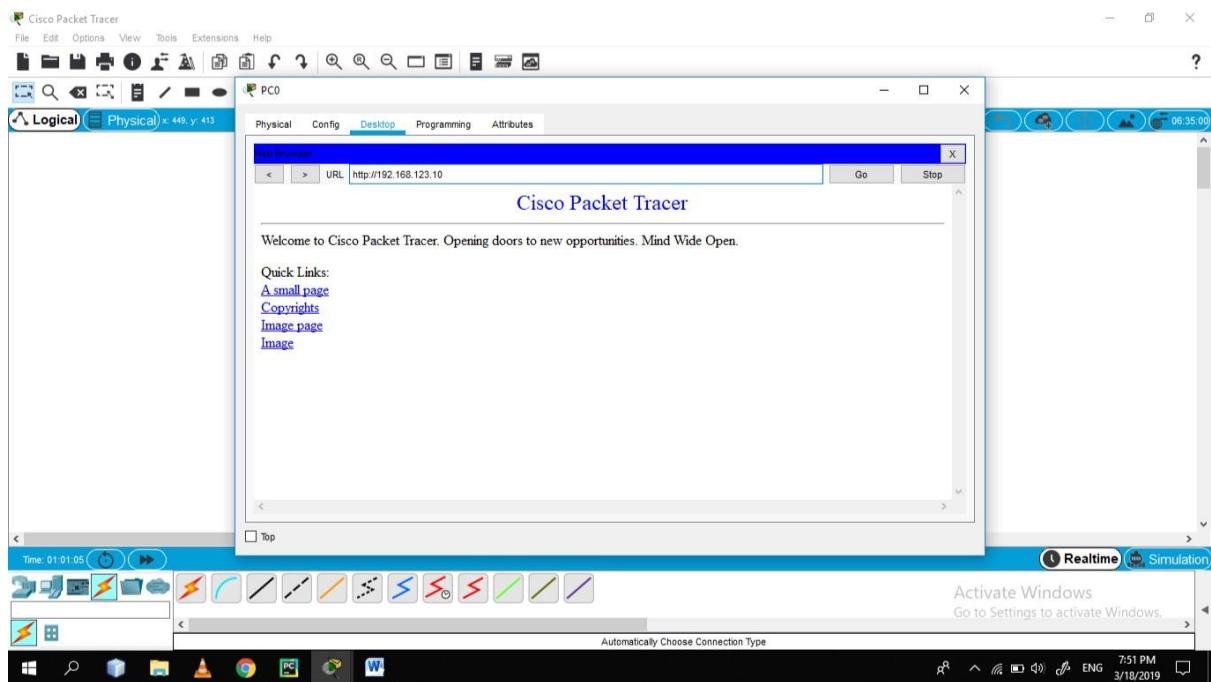 Cisco Packet Tracer
File Edit Options View Tools Extensions Help
?
PC0
Logical
Physical x: 449, y: 413
06:35:00
Physical Config Desktop Programming Attributes
Web Browser
X
< > URL http://192.168.123.10 Go Stop
Cisco Packet Tracer
Welcome to Cisco Packet Tracer. Opening doors to new opportunities. Mind Wide Open.
Quick Links:
A small page
Copyrights
Image page
Image
Top
Time: 01:01:05
Realtime
Simulation
Activate Windows
Go to Settings to activate Windows.
Automatically Choose Connection Type
ENG
7:51 PM
3/18/2019